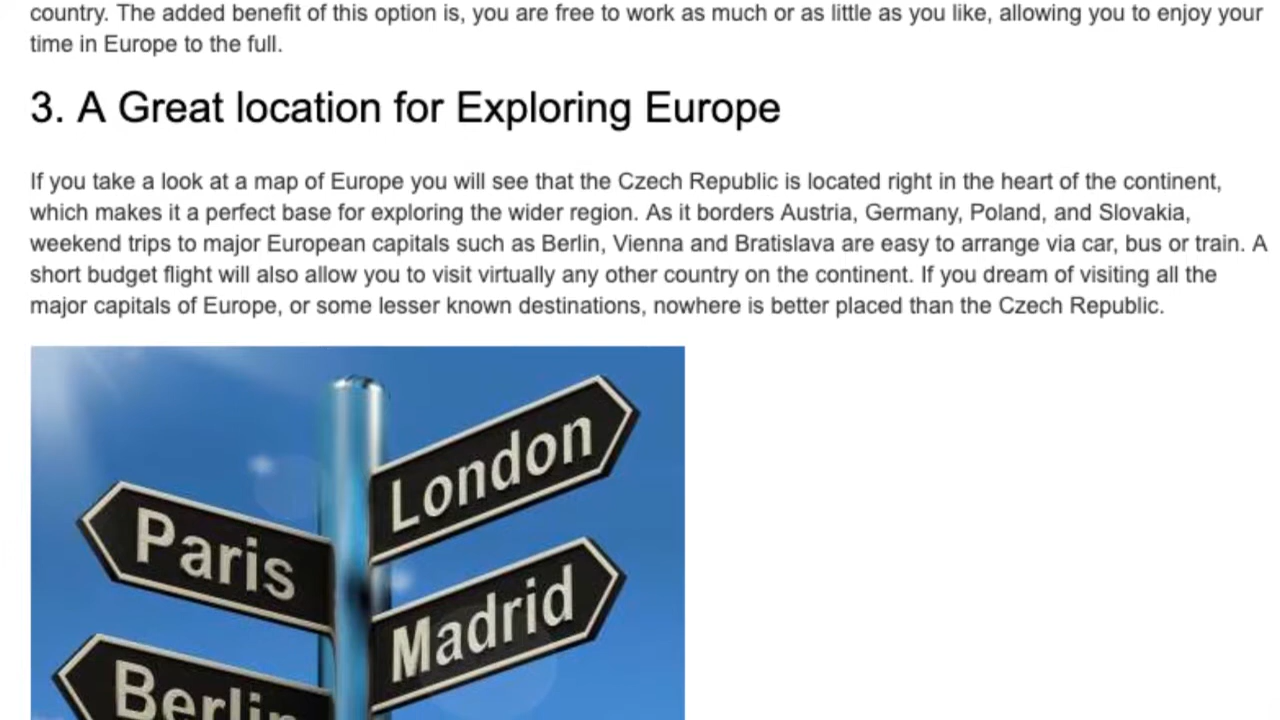 country. The added benefit of this option is, you are free to work as much or as little as you like, allowing you to enjoy your
time in Europe to the full.
3. A Great location for Exploring Europe
If you take a look at a map of Europe you will see that the Czech Republic is located right in the heart of the continent,
which makes it a perfect base for exploring the wider region. As it borders Austria, Germany, Poland, and Slovakia,
weekend trips to major European capitals such as Berlin, Vienna and Bratislava are easy to arrange via car, bus or train. A
short budget flight will also allow you to visit virtually any other country on the continent. If you dream of visiting all the
major capitals of Europe, or some lesser known destinations, nowhere is better placed than the Czech Republic.
London
Paris
Madrid
Berlin